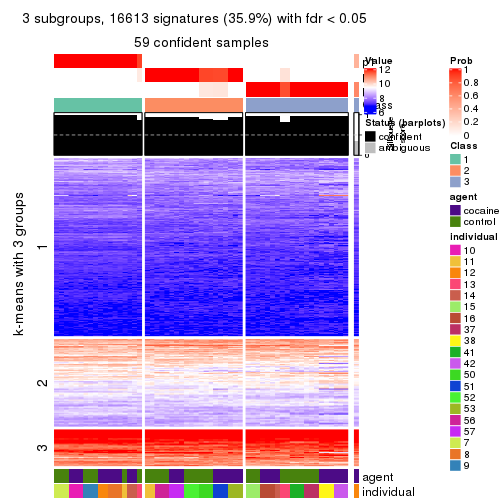 3 subgroups, 16613 signatures (35.9%) with fdr < 0.05
59 confident samples
k-means with 3 groups
1
2
3
Value
12
10
8
6
Class
Status (barplots)
confident
ambiguous
agent
individual
Prob
1
0.8
0.6
0.4
0.2
0
Class
1
2
3
agent
cocaine
control
individual
10
11
12
13
14
15
16
37
38
41
42
50
51
52
53
56
57
7
8
9